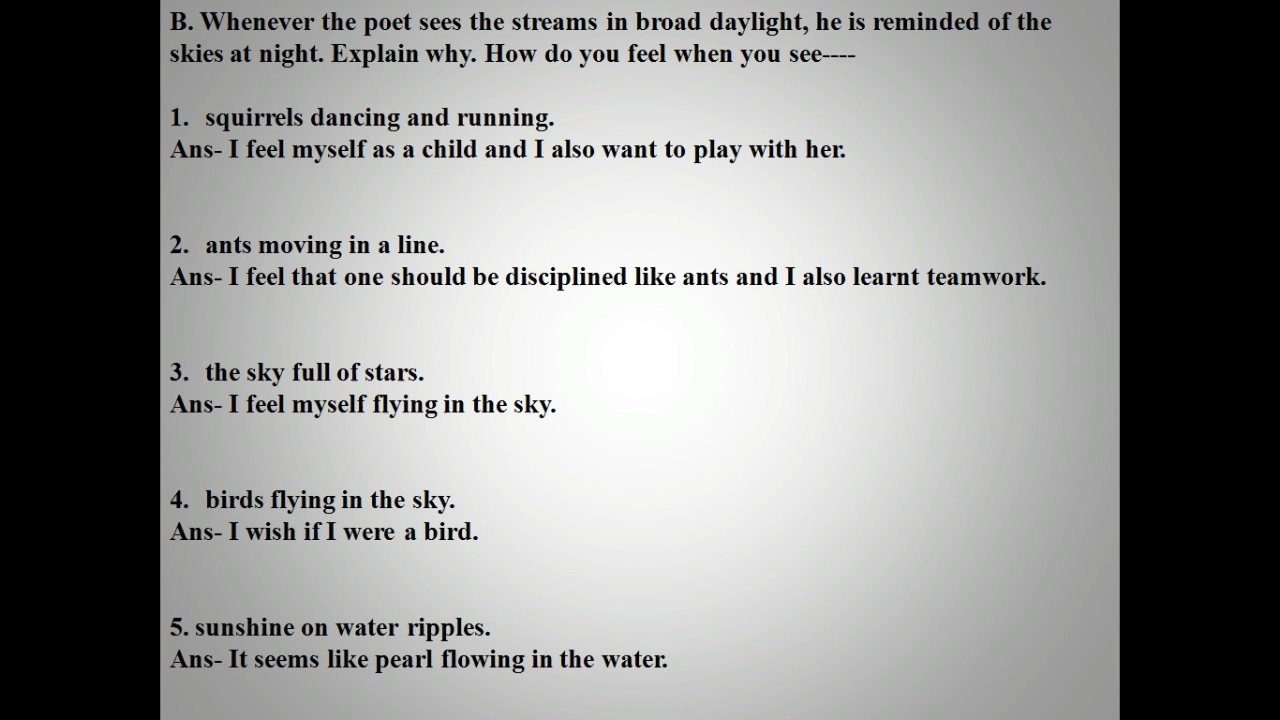 B. Whenever the poet sees the streams in broad daylight, he is reminded of the
skies at night. Explain why. How do you feel when you see----
1. squirrels dancing and running.
Ans- I feel myself as a child and I also want to play with her.
2. ants moving in a line.
Ans- I feel that one should be disciplined like ants and I also learnt teamwork.
3. the sky full of stars.
Ans- I feel myself flying in the sky.
4. birds flying in the sky.
Ans- I wish if I were a bird.
5. sunshine on water ripples.
Ans- It seems like pearl flowing in the water.